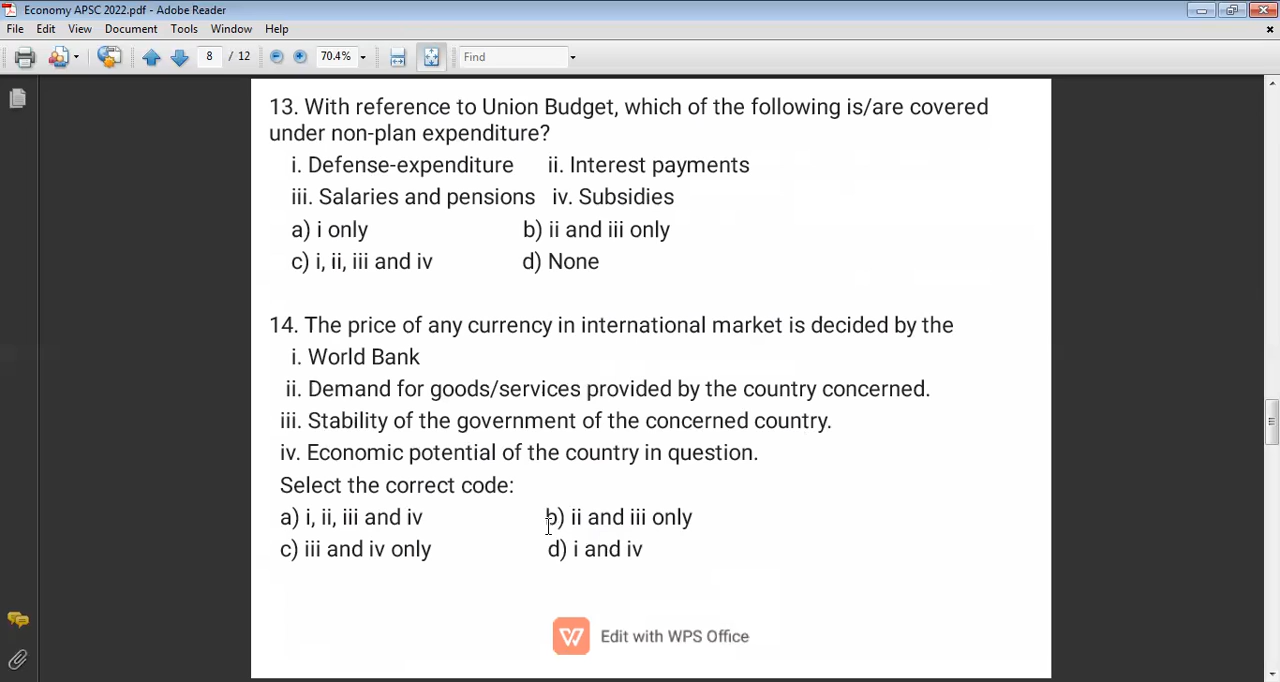 Economy APSC 2022.pdf - Adobe Reader
File Edit View Document Tools Window Help
8 / 12 70.4% Find
13. With reference to Union Budget, which of the following is/are covered
under non-plan expenditure?
i. Defense-expenditure ii. Interest payments
iii. Salaries and pensions iv. Subsidies
a) i only b) ii and iii only
c) i, ii, iii and iv d) None
14. The price of any currency in international market is decided by the
i. World Bank
ii. Demand for goods/services provided by the country concerned.
iii. Stability of the government of the concerned country.
iv. Economic potential of the country in question.
Select the correct code:
a) i, ii, iii and iv b) ii and iii only
c) iii and iv only d) i and iv
Edit with WPS Office